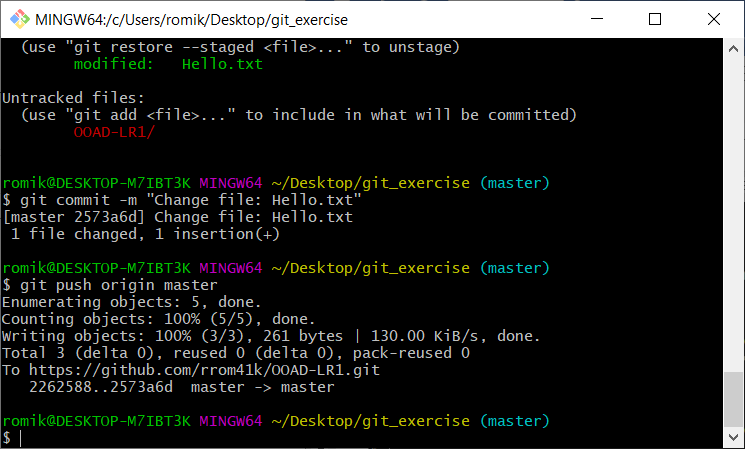 MINGW64:/c/Users/romik/Desktop/git_exercise
(use "git restore --staged <file>..." to unstage)
modified:   Hello.txt
Untracked files:
(use "git add <file>..." to include in what will be committed)
OOAD-LR1/
romik@DESKTOP-M7IBT3K MINGW64 ~/Desktop/git_exercise (master)
$ git commit -m "Change file: Hello.txt"
[master 2573a6d] Change file: Hello.txt
1 file changed, 1 insertion(+)
romik@DESKTOP-M7IBT3K MINGW64 ~/Desktop/git_exercise (master)
$ git push origin master
Enumerating objects: 5, done.
Counting objects: 100% (5/5), done.
Writing objects: 100% (3/3), 261 bytes | 130.00 KiB/s, done.
Total 3 (delta 0), reused 0 (delta 0), pack-reused 0
To https://github.com/rrom41k/OOAD-LR1.git
2262588..2573a6d  master -> master
romik@DESKTOP-M7IBT3K MINGW64 ~/Desktop/git_exercise (master)
$